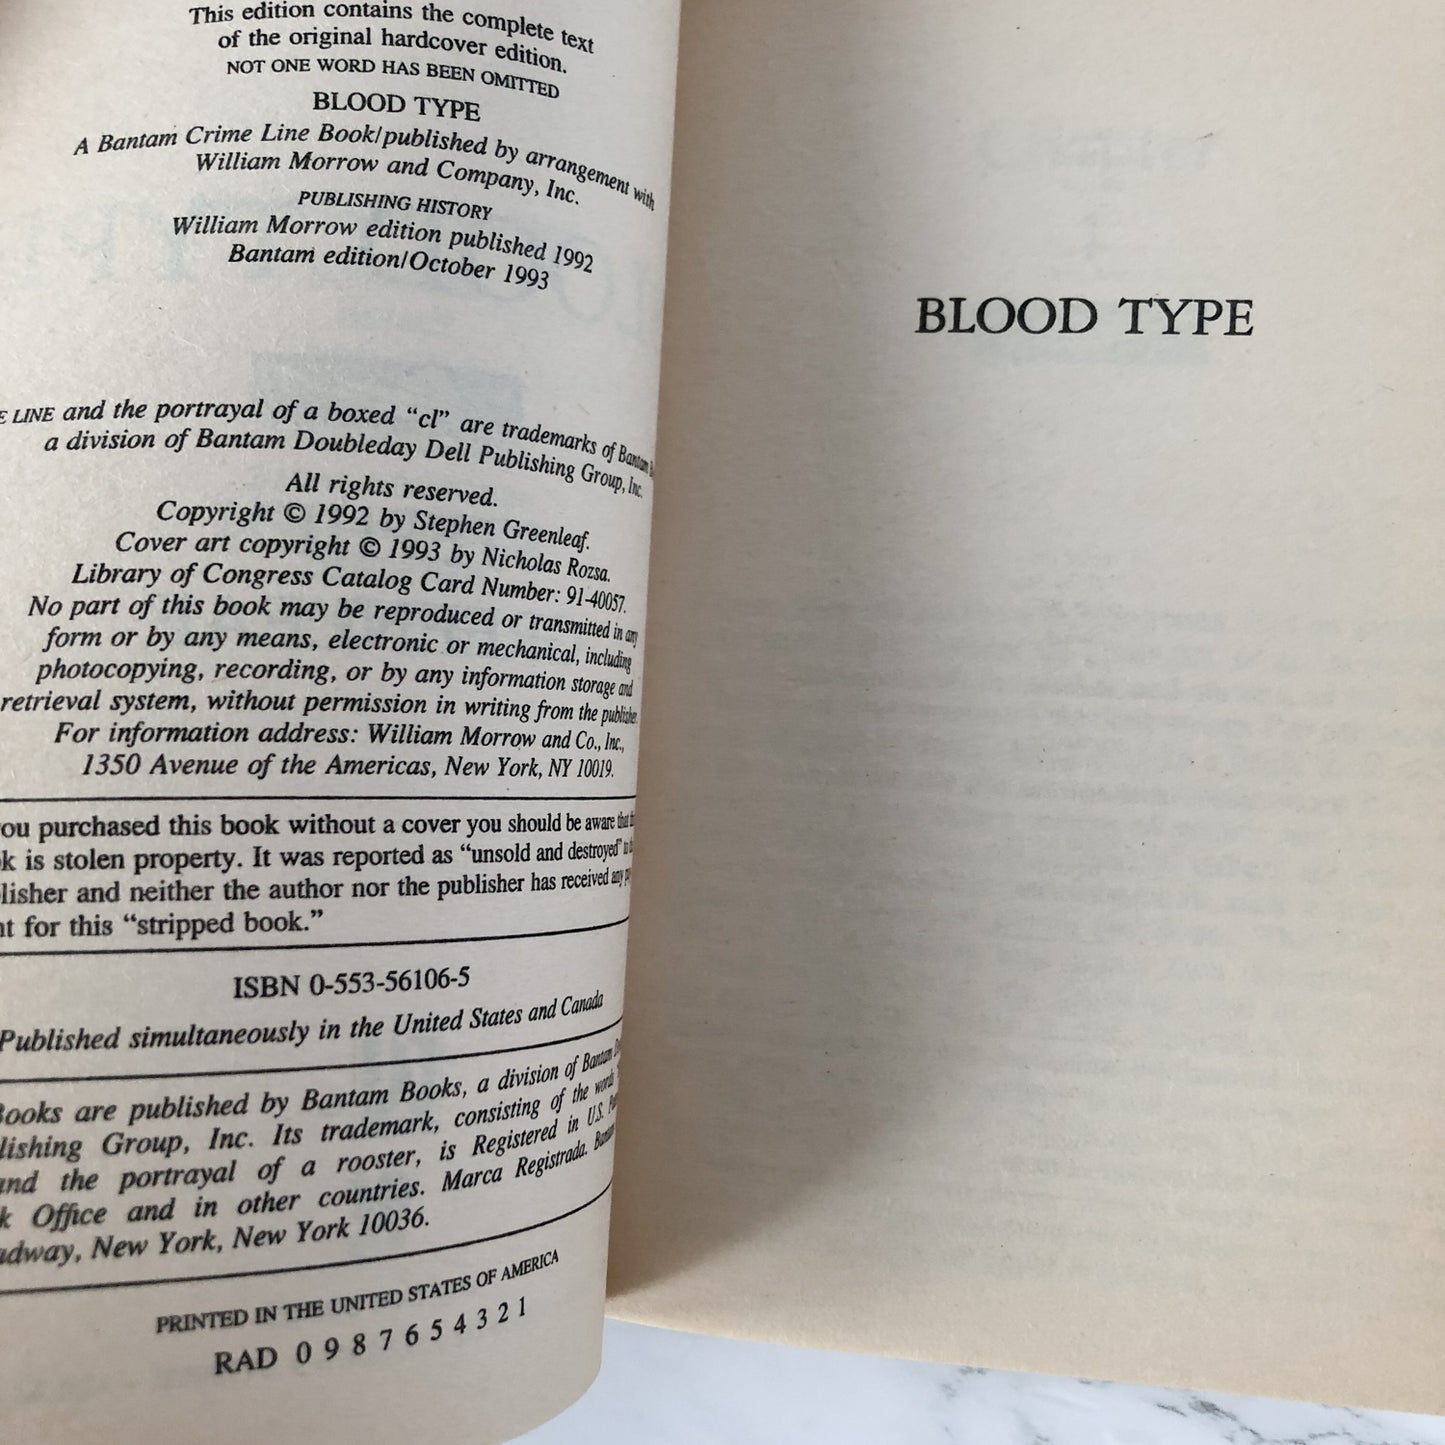 This edition contains the complete text
of the original hardcover edition.
NOT ONE WORD HAS BEEN OMITTED
BLOOD TYPE
A Bantam Crime Line Book/published by arrangement with
William Morrow and Company, Inc.
PUBLISHING HISTORY
William Morrow edition published 1992
Bantam edition/October 1993
LINE and the portrayal of a boxed “cl” are trademarks of Bantam
a division of Bantam Doubleday Dell Publishing Group, Inc.
All rights reserved.
Copyright © 1992 by Stephen Greenleaf.
Cover art copyright © 1993 by Nicholas Rozsa.
Library of Congress Catalog Card Number: 91-40057.
No part of this book may be reproduced or transmitted in any
form or by any means, electronic or mechanical, including
photocopying, recording, or by any information storage and
retrieval system, without permission in writing from the publisher.
For information address: William Morrow and Co., Inc.,
1350 Avenue of the Americas, New York, NY 10019.
ou purchased this book without a cover you should be aware that
k is stolen property. It was reported as “unsold and destroyed” to
lisher and neither the author nor the publisher has received any
nt for this “stripped book.”
ISBN 0-553-56106-5
Published simultaneously in the United States and Canada
Books are published by Bantam Books, a division of Bantam
lishing Group, Inc. Its trademark, consisting of the words
and the portrayal of a rooster, is Registered in U.S.
k Office and in other countries. Marca Registrada.
adway, New York, New York 10036.
PRINTED IN THE UNITED STATES OF AMERICA
RAD 0 9 8 7 6 5 4 3 2 1
BLOOD TYPE